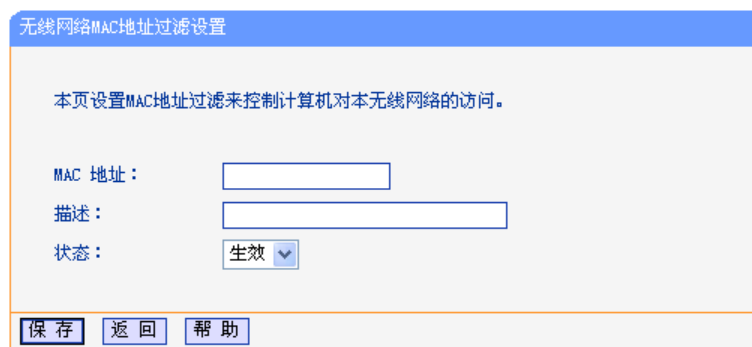 无线网络MAC地址过滤设置
本页设置MAC地址过滤来控制计算机对本无线网络的访问。
MAC 地址：
描述：
状态： 生效
保 存 返 回 帮 助